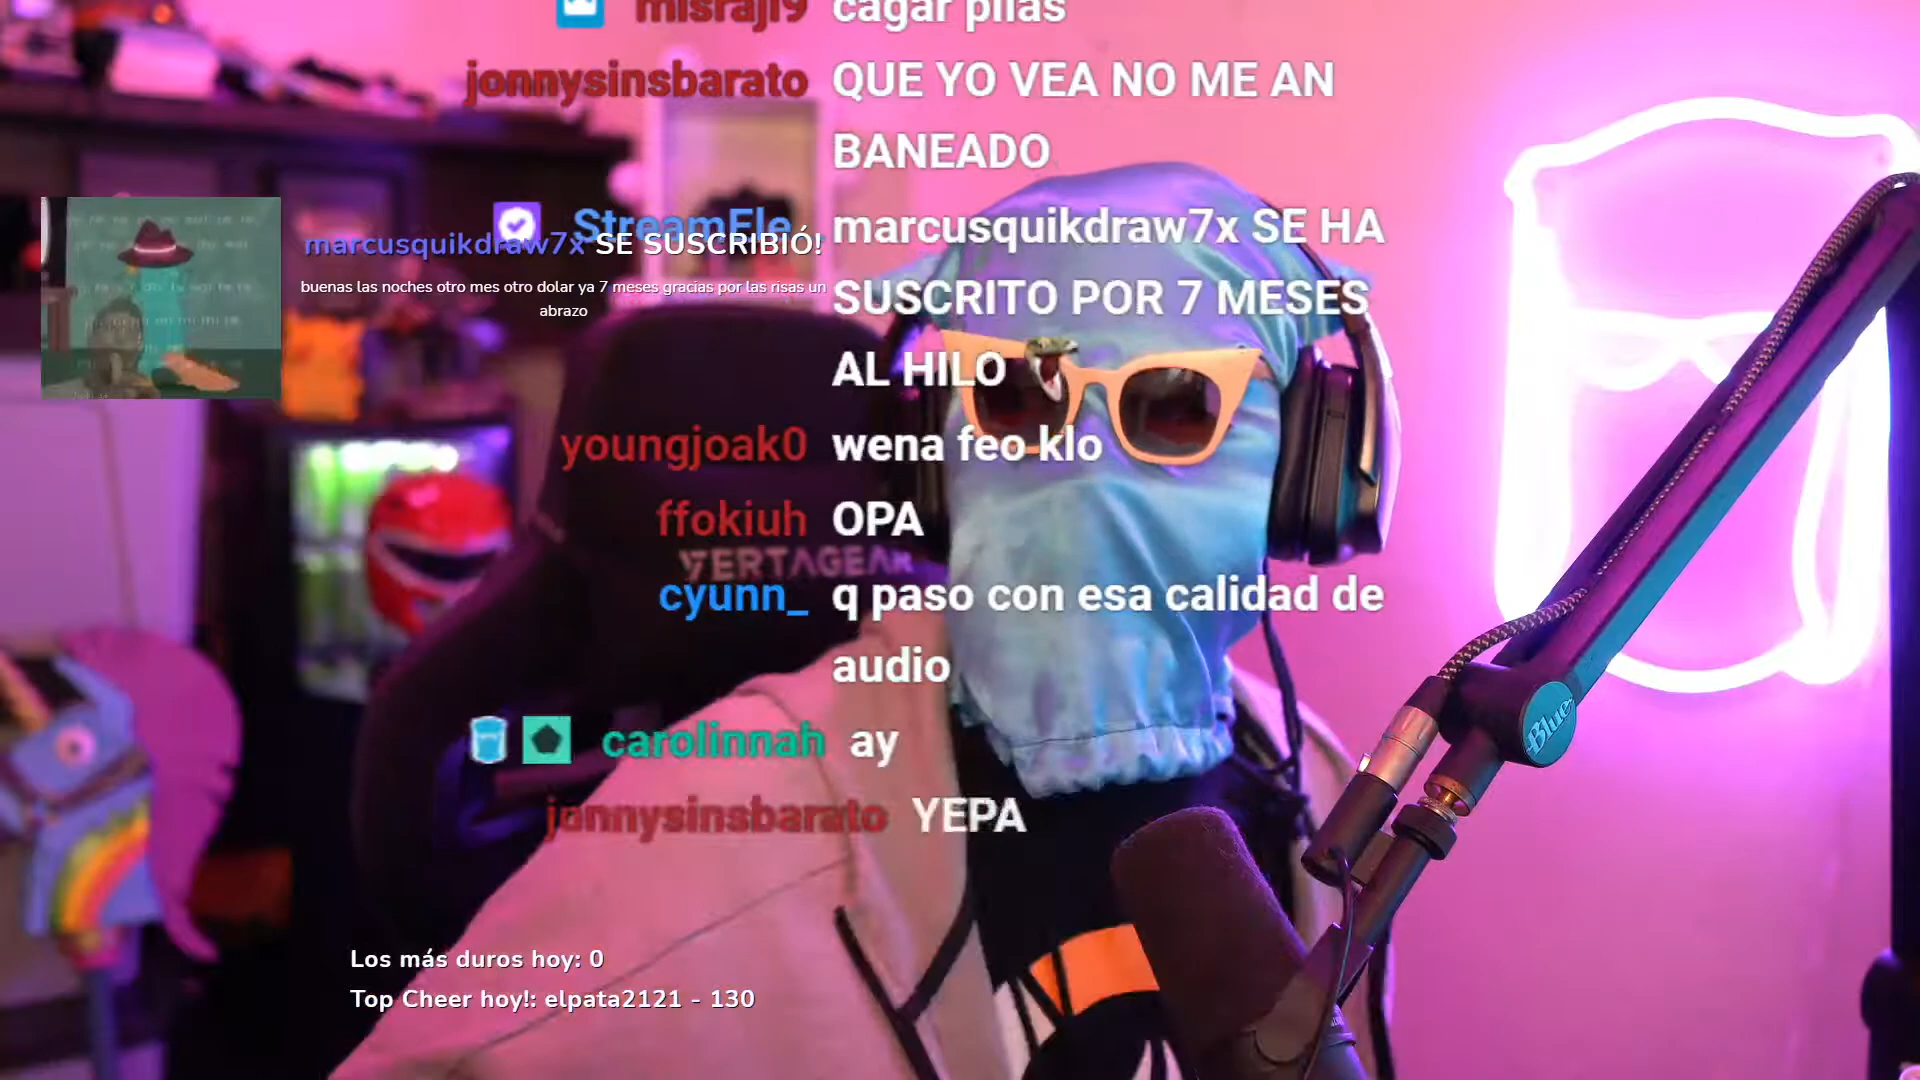 misraji9 cagar pilas
jonnysinsbarato QUE YO VEA NO ME AN
BANEADO
StreamEle marcusquikdraw7x SE HA
SUSCRITO POR 7 MESES
AL HILO
marcusquikdraw7x SE SUSCRIBIÓ!
buenas las noches otro mes otro dolar ya 7 meses gracias por las risas un
abrazo
youngjoak0 wena feo klo
ffokiuh OPA
VERTAGEAR
cyunn_ q paso con esa calidad de
audio
carolinnah ay
Blue
jonnysinsbarato YEPA
Los más duros hoy: 0
Top Cheer hoy!: elpata2121 - 130